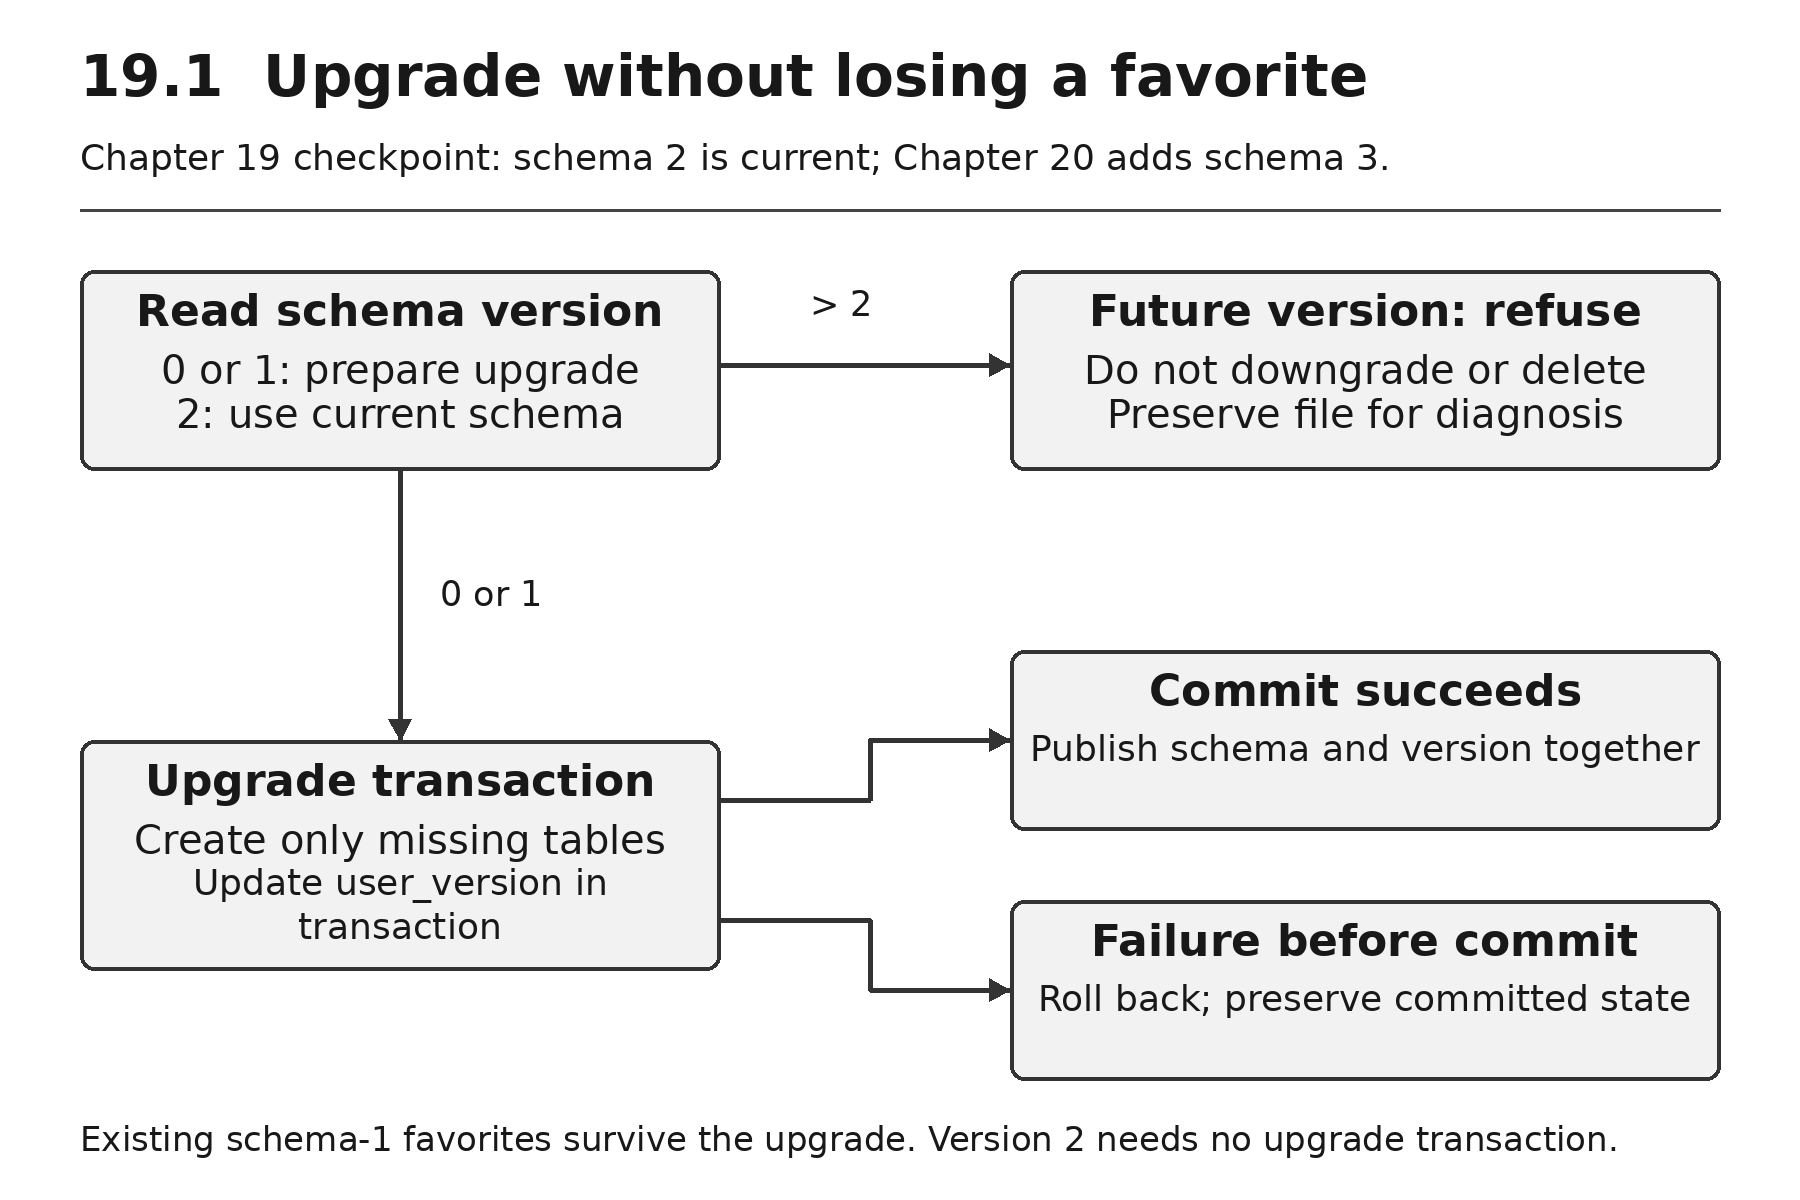 19.1 Upgrade without losing a favorite
Chapter 19 checkpoint: schema 2 is current; Chapter 20 adds schema 3.
Read schema version
0 or 1: prepare upgrade
2: use current schema
> 2
Future version: refuse
Do not downgrade or delete
Preserve file for diagnosis
0 or 1
Upgrade transaction
Create only missing tables
Update user_version in
transaction
Commit succeeds
Publish schema and version together
Failure before commit
Roll back; preserve committed state
Existing schema-1 favorites survive the upgrade. Version 2 needs no upgrade transaction.